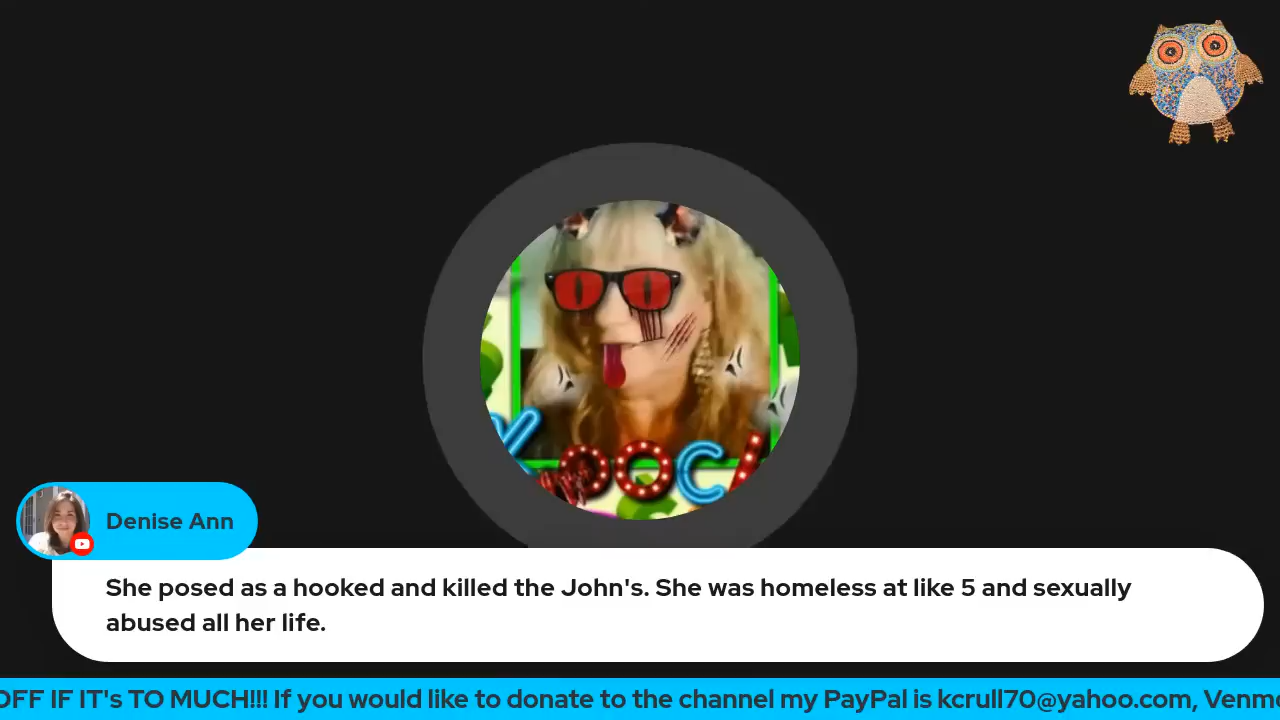 Denise Ann
She posed as a hooked and killed the John's. She was homeless at like 5 and sexually
abused all her life.
OFF IF IT's TO MUCH!!! If you would like to donate to the channel my PayPal is kcrull70@yahoo.com, Venmo